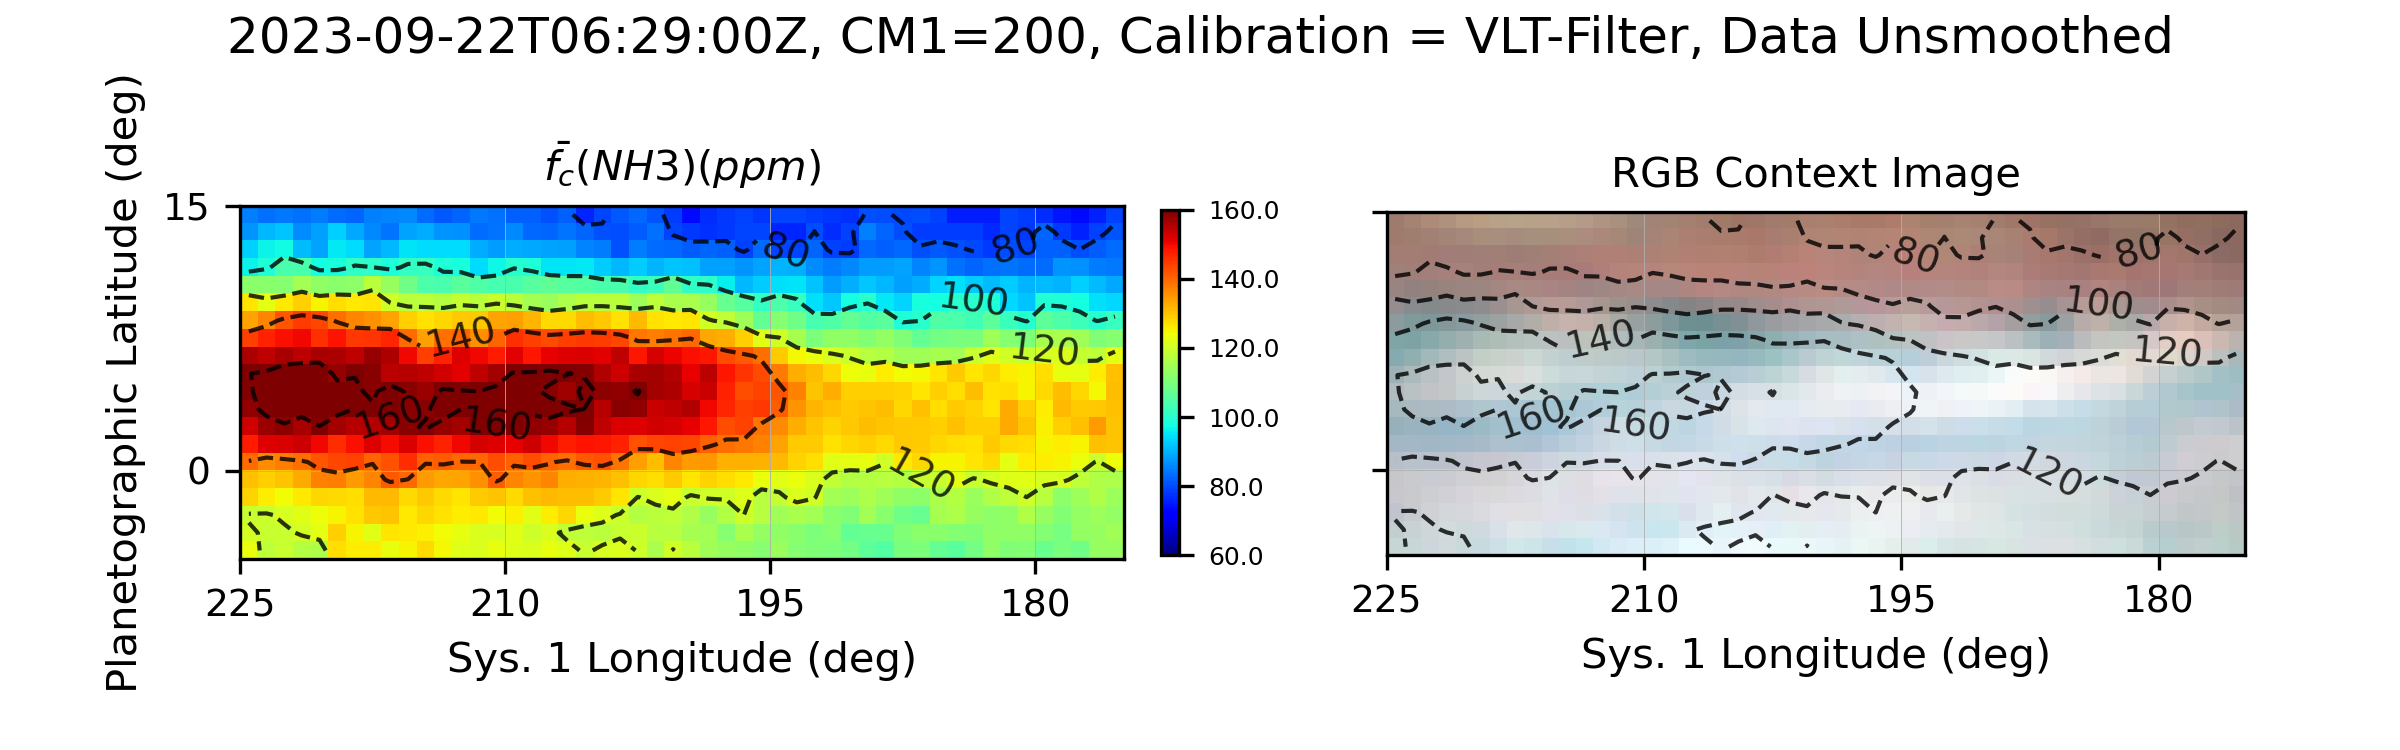 2023-09-22T06:29:00Z, CM1=200, Calibration = VLT-Filter, Data Unsmoothed
Planetographic Latitude (deg)
f̄c(NH3)(ppm)
15
0
225 210 195 180
Sys. 1 Longitude (deg)
80 80
100
120
140
160 160
120
160.0
140.0
120.0
100.0
80.0
60.0
RGB Context Image
80 80
100
120
140
160 160
120
225 210 195 180
Sys. 1 Longitude (deg)